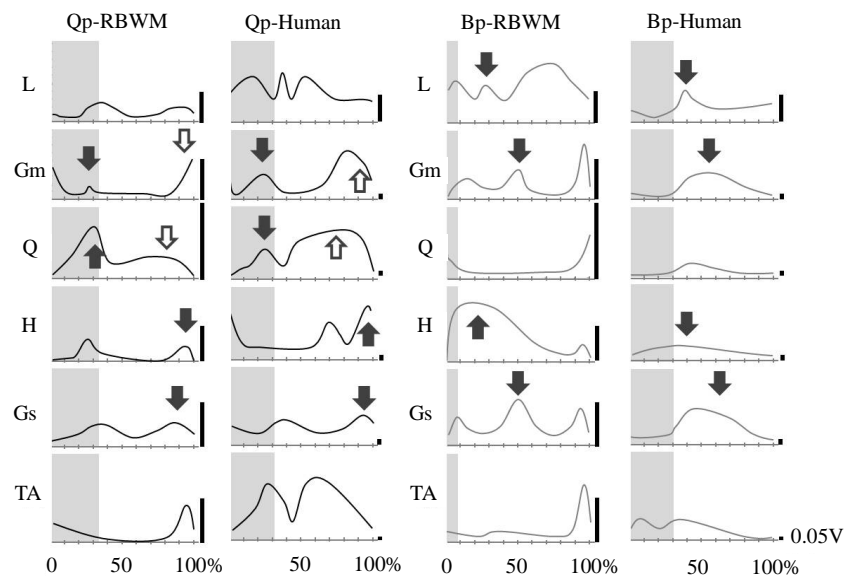 Qp-RBWM Qp-Human Bp-RBWM Bp-Human
L L
Gm Gm
Q Q
H H
Gs Gs
TA TA
0.05V
0 50 100% 50 100% 0 50 100% 50 100%